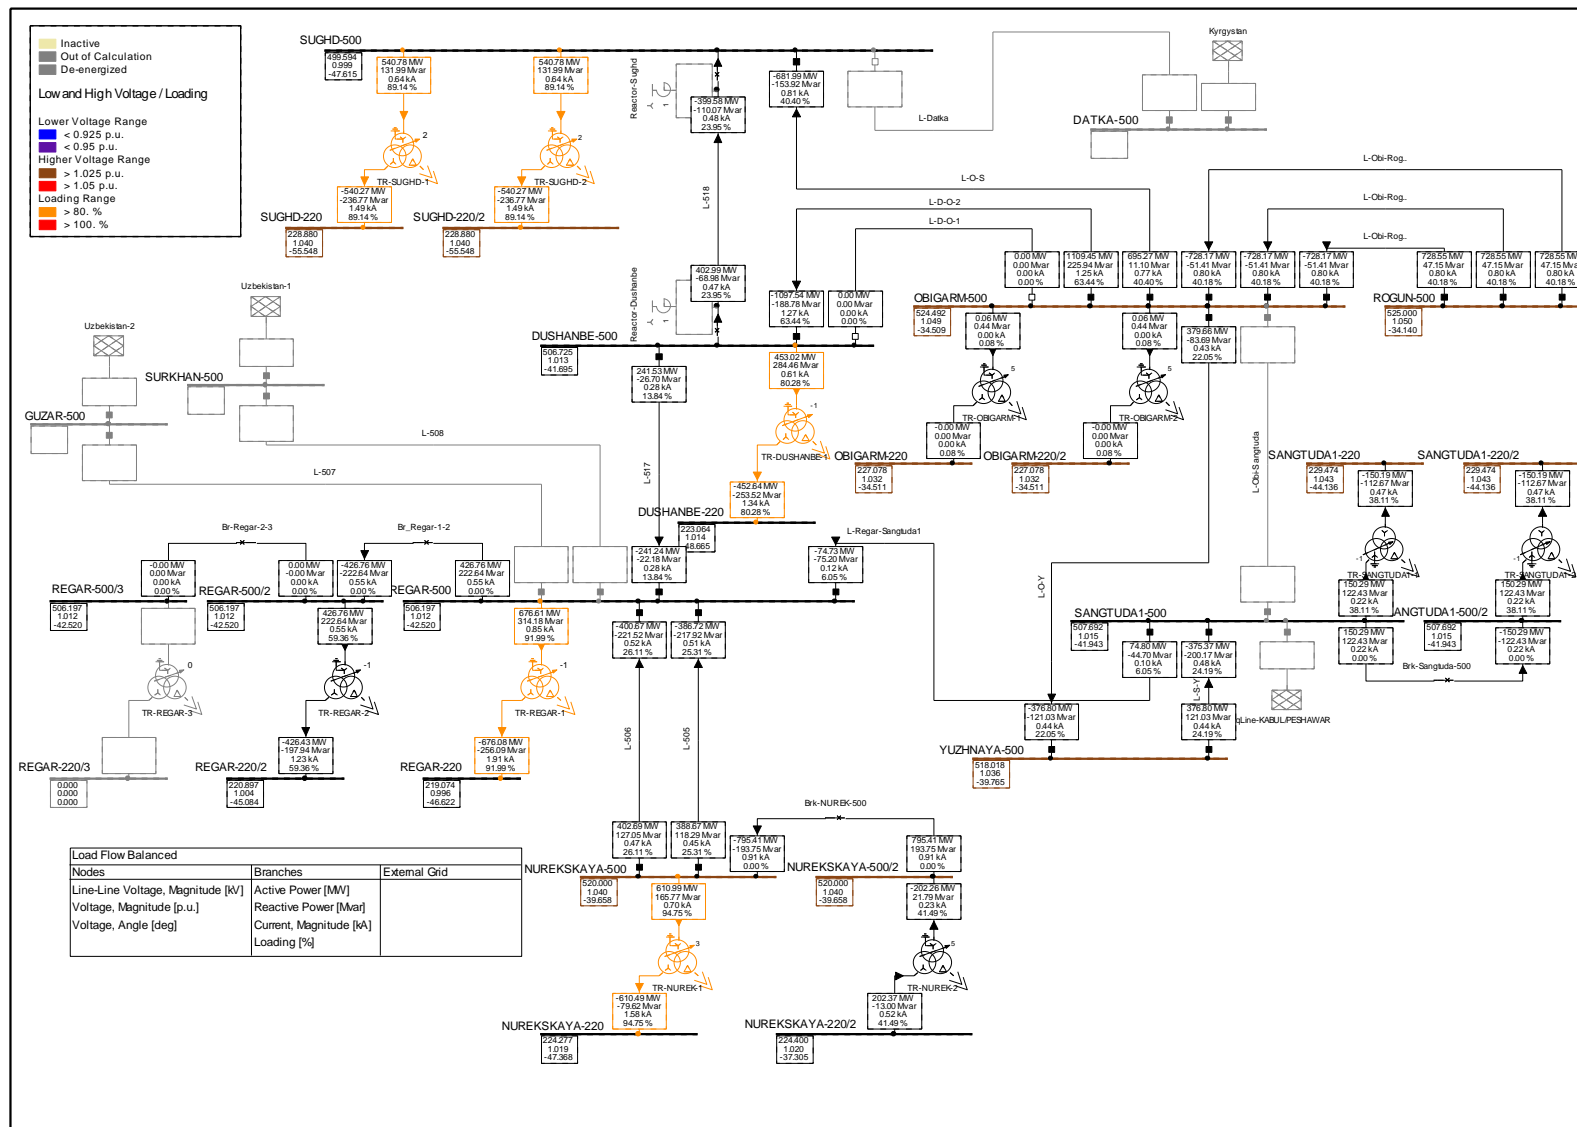 Inactive
Out of Calculation
De-energized
Low and High Voltage / Loading
Lower Voltage Range
< 0.925 p.u.
< 0.95 p.u.
Higher Voltage Range
> 1.025 p.u.
> 1.05 p.u.
Loading Range
> 80. %
> 100. %
SUGHD-500
499.594
0.999
-47.615
540.78 MW
131.99 Mvar
0.64 kA
89.14 %
540.78 MW
131.99 Mvar
0.64 kA
89.14 %
2
TR-SUGHD-1
2
TR-SUGHD-2
-540.27 MW
-236.77 Mvar
1.49 kA
89.14 %
-540.27 MW
-236.77 Mvar
1.49 kA
89.14 %
SUGHD-220
228.880
1.040
-55.548
SUGHD-220/2
228.880
1.040
-55.548
Reactor-Sughd
1
-399.58 MW
-110.07 Mvar
0.48 kA
23.95 %
-681.99 MW
-153.92 Mvar
0.81 kA
40.40 %
L-Datka
Kyrgystan
DATKA-500
L-518
L-O-S
L-D-O-2
L-D-O-1
L-Obi-Rog..
L-Obi-Rog..
L-Obi-Rog..
Reactor-Dushanbe
1
402.99 MW
-68.98 Mvar
0.47 kA
23.95 %
-1097.54 MW
-188.78 Mvar
1.27 kA
63.44 %
0.00 MW
0.00 Mvar
0.00 kA
0.00 %
0.00 MW
0.00 Mvar
0.00 kA
0.00 %
1109.45 MW
225.94 Mvar
1.25 kA
63.44 %
695.27 MW
11.10 Mvar
0.77 kA
40.40 %
-728.17 MW
-51.41 Mvar
0.80 kA
40.18 %
-728.17 MW
-51.41 Mvar
0.80 kA
40.18 %
-728.17 MW
-51.41 Mvar
0.80 kA
40.18 %
728.55 MW
47.15 Mvar
0.80 kA
40.18 %
728.55 MW
47.15 Mvar
0.80 kA
40.18 %
728.55 MW
47.15 Mvar
0.80 kA
40.18 %
OBIGARM-500
524.492
1.049
-34.509
ROGUN-500
525.000
1.050
-34.140
Uzbekistan-1
Uzbekistan-2
SURKHAN-500
GUZAR-500
L-508
L-507
DUSHANBE-500
506.725
1.013
-41.695
241.53 MW
-26.70 Mvar
0.28 kA
13.84 %
453.02 MW
284.46 Mvar
0.61 kA
80.28 %
-1
TR-DUSHANBE-1
-452.64 MW
-253.52 Mvar
1.34 kA
80.28 %
DUSHANBE-220
223.064
1.014
-48.665
L-517
0.06 MW
0.44 Mvar
0.00 kA
0.08 %
0.06 MW
0.44 Mvar
0.00 kA
0.08 %
379.66 MW
-83.69 Mvar
0.43 kA
22.05 %
5
TR-OBIGARM-1
5
TR-OBIGARM-2
-0.00 MW
0.00 Mvar
0.00 kA
0.08 %
-0.00 MW
0.00 Mvar
0.00 kA
0.08 %
OBIGARM-220
227.078
1.032
-34.511
OBIGARM-220/2
227.078
1.032
-34.511
L-Obi-Sangtuda
SANGTUDA1-220
229.474
1.043
-44.136
SANGTUDA1-220/2
229.474
1.043
-44.136
-150.19 MW
-112.67 Mvar
0.47 kA
38.11 %
-150.19 MW
-112.67 Mvar
0.47 kA
38.11 %
-1
TR-SANGTUDA1-1
-1
150.29 MW
122.43 Mvar
0.22 kA
38.11 %
150.29 MW
122.43 Mvar
0.22 kA
38.11 %
Br-Regar-2-3
Br_Regar-1-2
-0.00 MW
0.00 Mvar
0.00 kA
0.00 %
0.00 MW
-0.00 Mvar
0.00 kA
0.00 %
-426.76 MW
-222.64 Mvar
0.55 kA
0.00 %
426.76 MW
222.64 Mvar
0.55 kA
0.00 %
-241.24 MW
-22.18 Mvar
0.28 kA
13.84 %
L-Regar-Sangtuda1
-74.73 MW
-75.20 Mvar
0.12 kA
6.05 %
REGAR-500/3
506.197
1.012
-42.520
REGAR-500/2
506.197
1.012
-42.520
REGAR-500
506.197
1.012
-42.520
426.76 MW
222.64 Mvar
0.55 kA
59.36 %
676.61 MW
314.18 Mvar
0.85 kA
91.99 %
-400.67 MW
-221.52 Mvar
0.52 kA
26.11 %
-386.72 MW
-217.92 Mvar
0.51 kA
25.31 %
0
TR-REGAR-3
-1
TR-REGAR-2
-1
TR-REGAR-1
-426.43 MW
-197.94 Mvar
1.23 kA
59.36 %
-676.08 MW
-256.09 Mvar
1.91 kA
91.99 %
REGAR-220/3
0.000
0.000
0.000
REGAR-220/2
220.897
1.004
-45.084
REGAR-220
219.074
0.996
-46.622
L-506
L-505
L-O-Y
SANGTUDA1-500
507.692
1.015
-41.943
74.80 MW
-44.70 Mvar
0.10 kA
6.05 %
-375.37 MW
-200.17 Mvar
0.48 kA
24.19 %
L-S-Y
150.29 MW
122.43 Mvar
0.22 kA
0.00 %
ANGTUDA1-500/2
507.692
1.015
-41.943
-150.29 MW
-122.43 Mvar
0.22 kA
0.00 %
Brk-Sangtuda-500
qLine-KABUL/PESHAWAR
-376.80 MW
-121.03 Mvar
0.44 kA
22.05 %
376.80 MW
121.03 Mvar
0.44 kA
24.19 %
YUZHNAYA-500
518.018
1.036
-39.765
Brk-NUREK-500
402.69 MW
127.05 Mvar
0.47 kA
26.11 %
388.67 MW
118.29 Mvar
0.45 kA
25.31 %
-795.41 MW
-193.75 Mvar
0.91 kA
0.00 %
795.41 MW
193.75 Mvar
0.91 kA
0.00 %
NUREKSKAYA-500
520.000
1.040
-39.658
NUREKSKAYA-500/2
520.000
1.040
-39.658
610.99 MW
165.77 Mvar
0.70 kA
94.75 %
-202.26 MW
21.79 Mvar
0.23 kA
41.49 %
3
TR-NUREK-1
5
TR-NUREK-2
-610.49 MW
-79.62 Mvar
1.58 kA
94.75 %
202.37 MW
-13.00 Mvar
0.52 kA
41.49 %
NUREKSKAYA-220
224.277
1.019
-47.368
NUREKSKAYA-220/2
224.400
1.020
-37.305
Load Flow Balanced
Nodes Branches External Grid
Line-Line Voltage, Magnitude [kV] Active Power [MW]
Voltage, Magnitude [p.u.] Reactive Power [Mvar]
Voltage, Angle [deg] Current, Magnitude [kA]
Loading [%]